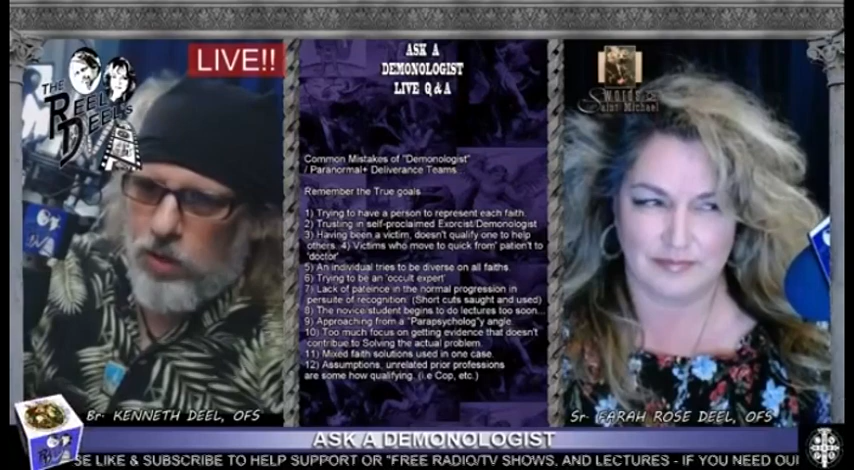 LIVE!!
THE
REEL
DEEL's
ASK A
DEMONOLOGIST
LIVE Q&A
Common Mistakes of "Demonologist"
/ Paranormal+ Deliverance Teams.
Remember the True goals
1) Trying to have a person to represent each faith.
2) Trusting in self-proclaimed Exorcist/Demonologist
3) Having been a victim, doesn't qualify one to help
others. 4) Victims who move to quick from' patien't to
'doctor'
5) An individual tries to be diverse on all faiths.
6) Trying to be an 'occult expert'
7) Lack of pateince in the normal progression in
persuite of recognition: (Short cuts saught and used)
8) The novice/student begins to do lectures too soon...
9) Approaching from a "Parapsycholog"y angle.
10) Too much focus on getting evidence that doesn't
contribue to Solving the actual problem.
11) Mixed faith solutions used in one case.
12) Assumptions, unrelated prior professions
are some how qualifying. (i.e Cop, etc.)
Saint Michael
Br. KENNETH DEEL, OFS
Sr. FARAH ROSE DEEL, OFS
ASK A DEMONOLOGIST
SE LIKE & SUBSCRIBE TO HELP SUPPORT OR "FREE RADIO/TV SHOWS, AND LECTURES - IF YOU NEED OUR